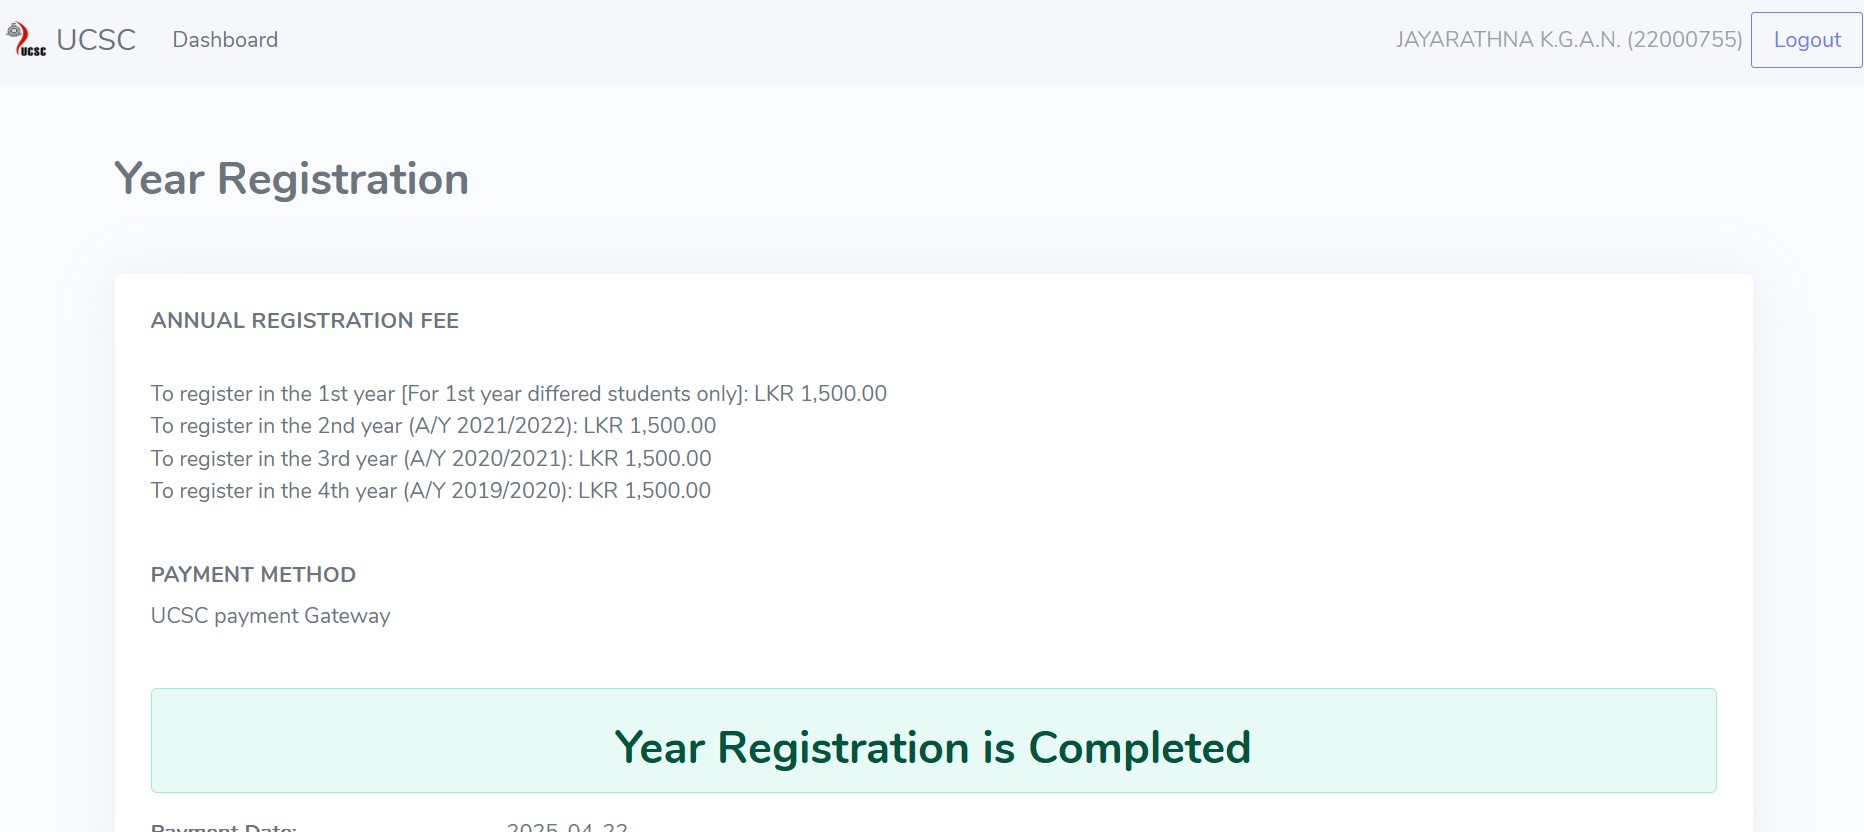 UCSC UCSC Dashboard JAYARATHNA K.G.A.N. (22000755) Logout
Year Registration
ANNUAL REGISTRATION FEE
To register in the 1st year [For 1st year differed students only]: LKR 1,500.00
To register in the 2nd year (A/Y 2021/2022): LKR 1,500.00
To register in the 3rd year (A/Y 2020/2021): LKR 1,500.00
To register in the 4th year (A/Y 2019/2020): LKR 1,500.00
PAYMENT METHOD
UCSC payment Gateway
Year Registration is Completed
Payment Date: 2025-04-22